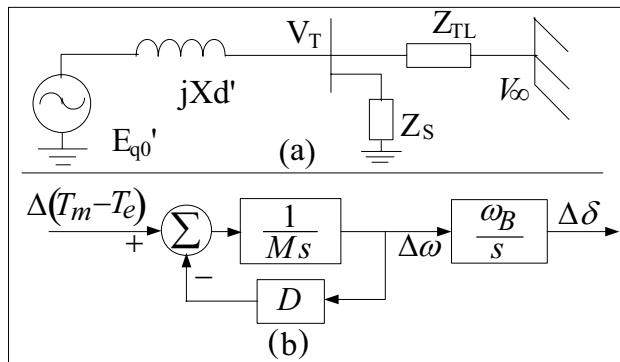 V_T
Z_TL
jXd'
V∞
Z_S
E_q0'
(a)
Δ(T_m−T_e)
+
Σ
−
1/Ms
Δω
ω_B/s
Δδ
D
(b)